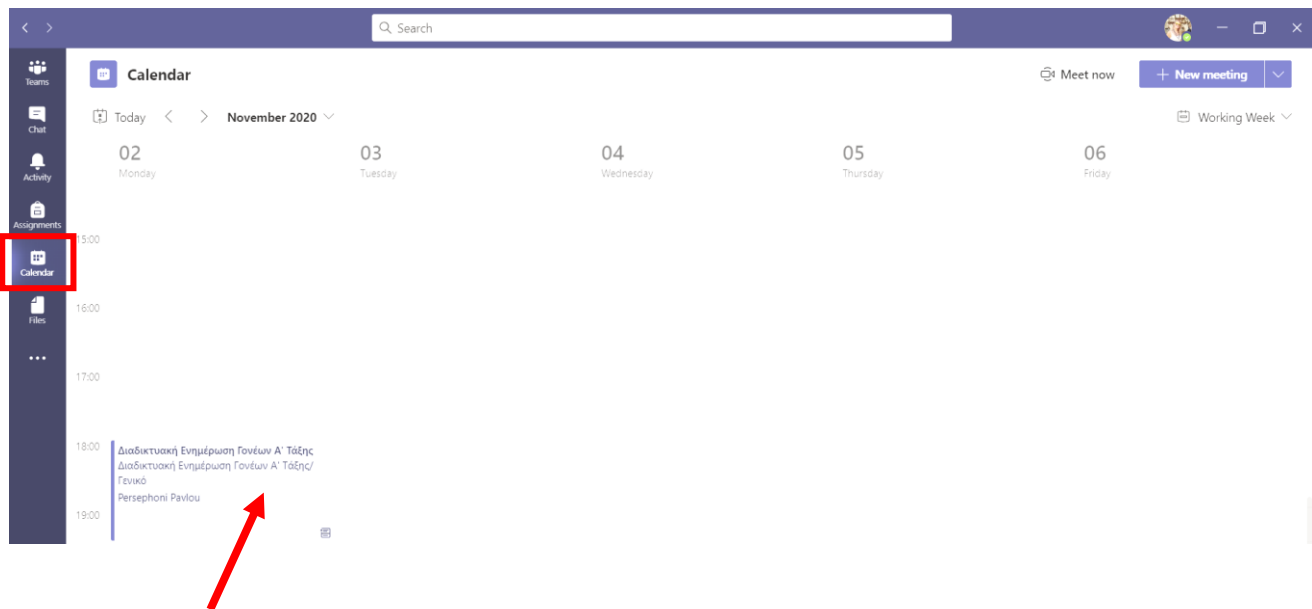 Search
Teams
Chat
Activity
Assignments
Calendar
Files
Calendar
Meet now
New meeting
Today
November 2020
Working Week
02
Monday
03
Tuesday
04
Wednesday
05
Thursday
06
Friday
15:00
16:00
17:00
18:00
Διαδικτυακή Ενημέρωση Γονέων Α' Τάξης
Διαδικτυακή Ενημέρωση Γονέων Α' Τάξης/
Γενικό
Persephoni Pavlou
19:00